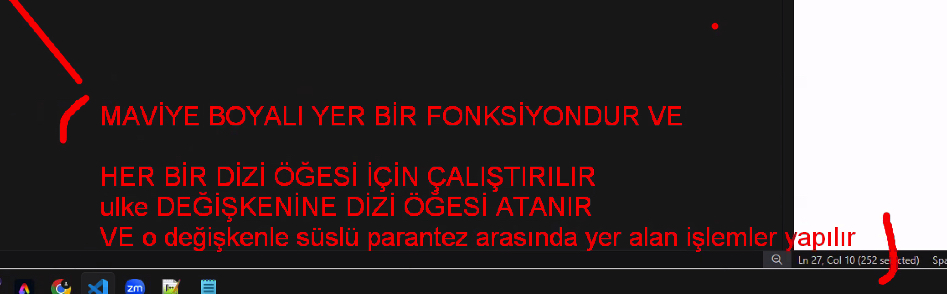 MAVİYE BOYALI YER BİR FONKSİYONDUR VE
HER BİR DİZİ ÖĞESİ İÇİN ÇALIŞTIRILIR
ulke DEĞİŞKENİNE DİZİ ÖĞESİ ATANIR
VE o değişkenle süslü parantez arasında yer alan işlemler yapılır
Ln 27, Col 10 (252 selected) Spa
zm